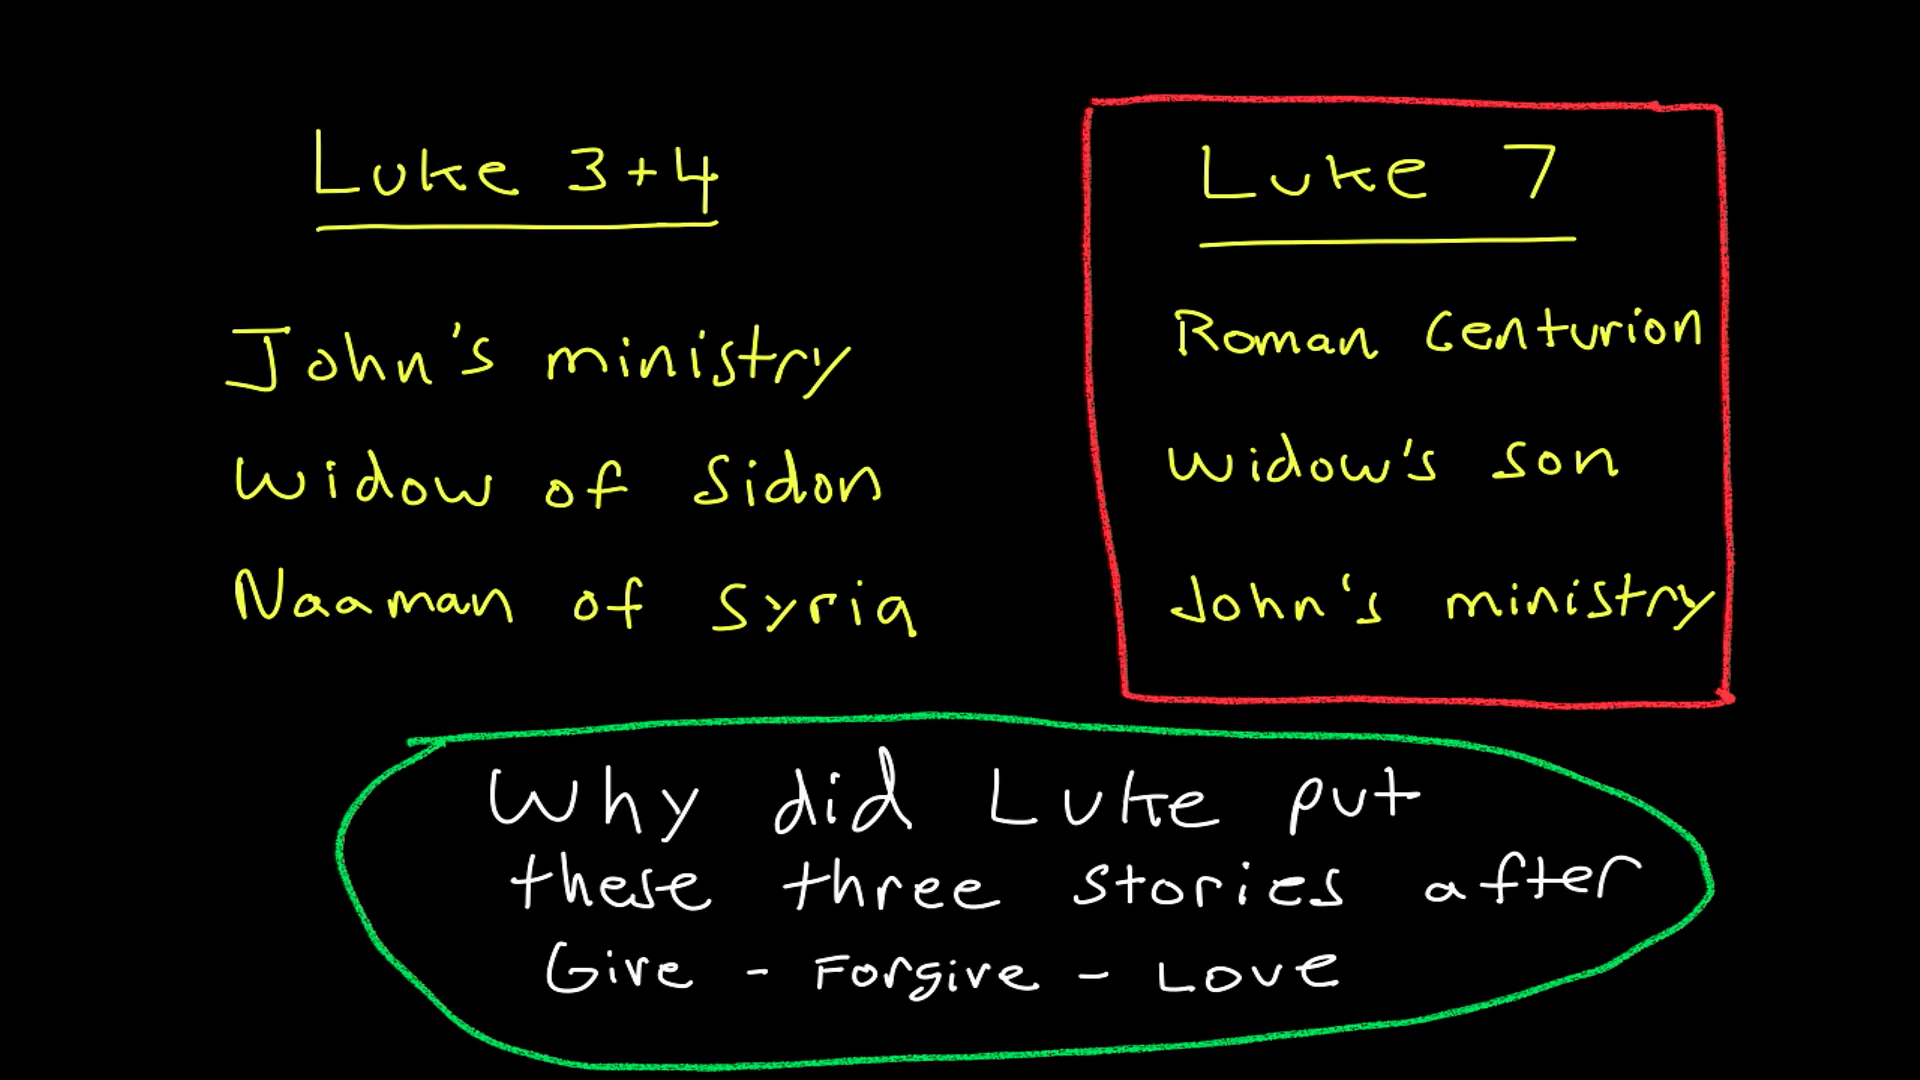 Luke 3+4
John's ministry
Widow of Sidon
Naaman of Syria
Luke 7
Roman Centurion
Widow's son
John's ministry
Why did Luke put
these three stories after
Give - Forgive - Love